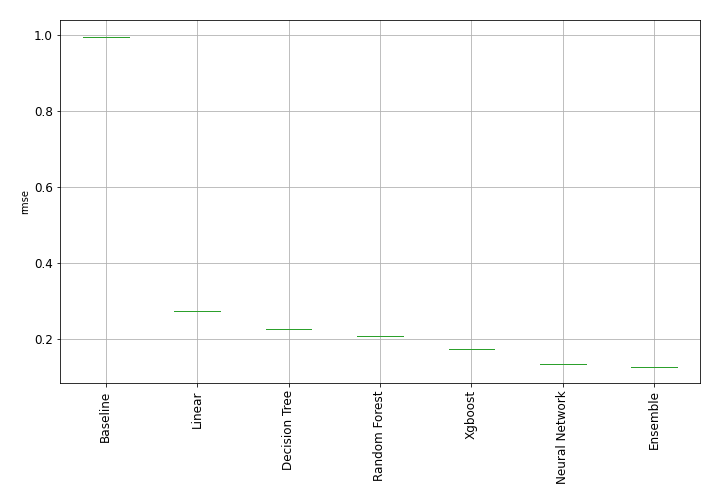 1.0
0.8
0.6
0.4
0.2
rmse
Baseline
Linear
Decision Tree
Random Forest
Xgboost
Neural Network
Ensemble